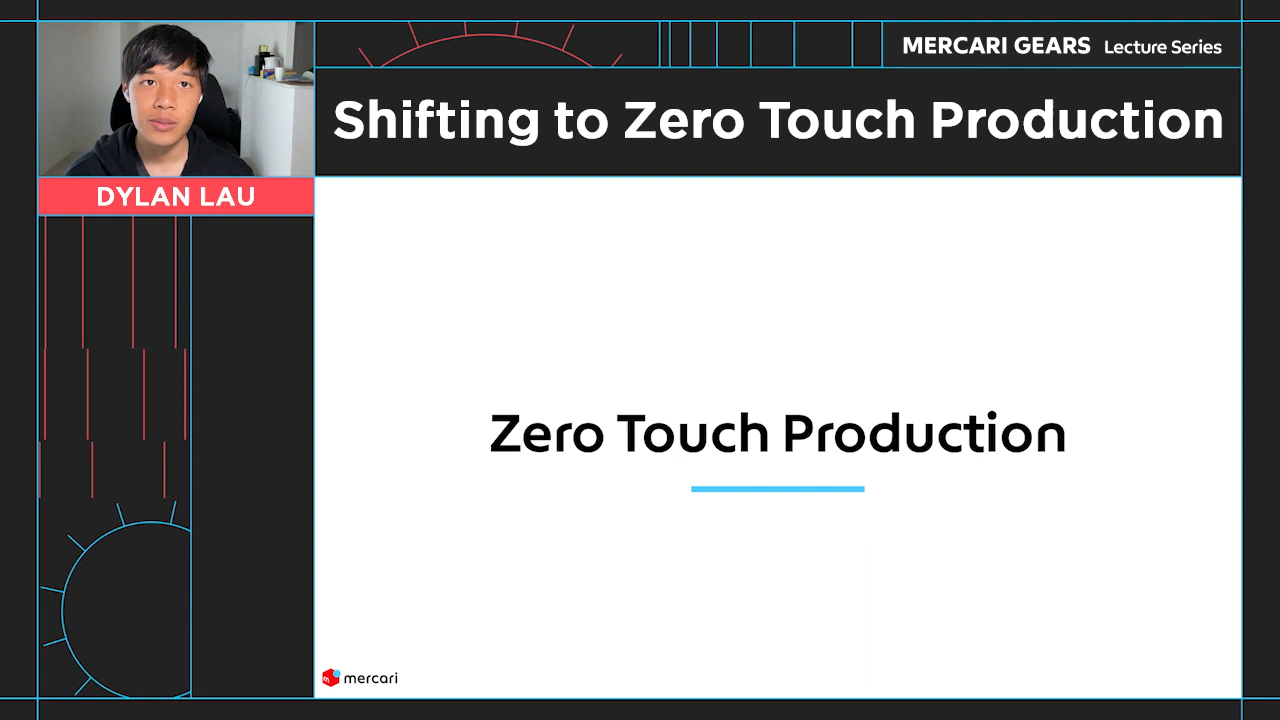 MERCARI GEARS Lecture Series
Shifting to Zero Touch Production
DYLAN LAU
Zero Touch Production
mercari